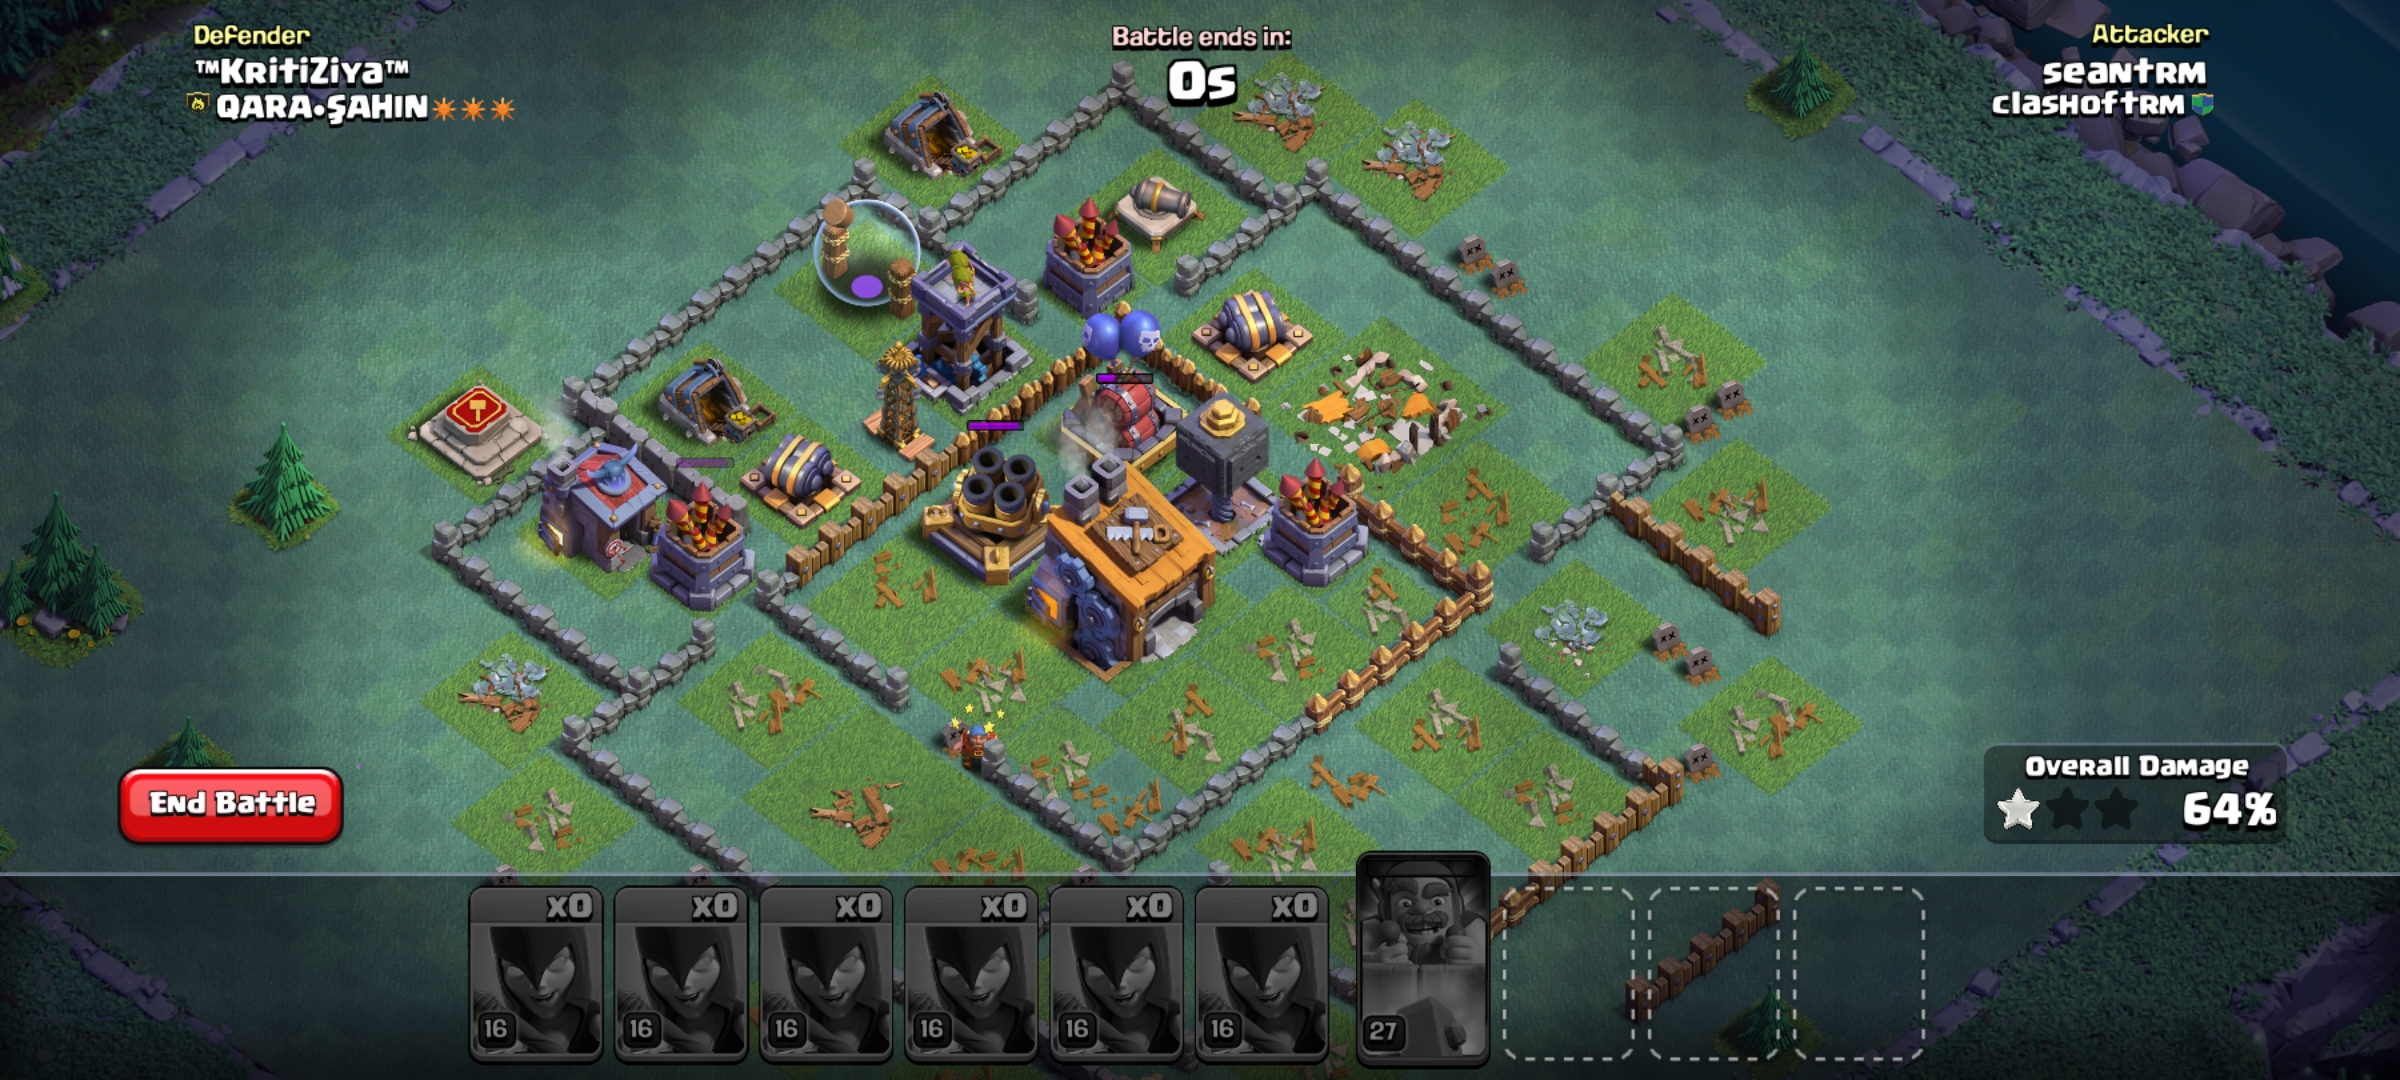 Defender
™KritiZiya™
QARA•ŞAHIN
Battle ends in:
0s
Attacker
seantRM
clashoftRM
End Battle
Overall Damage
64%
x0
x0
x0
x0
x0
x0
16
16
16
16
16
16
27